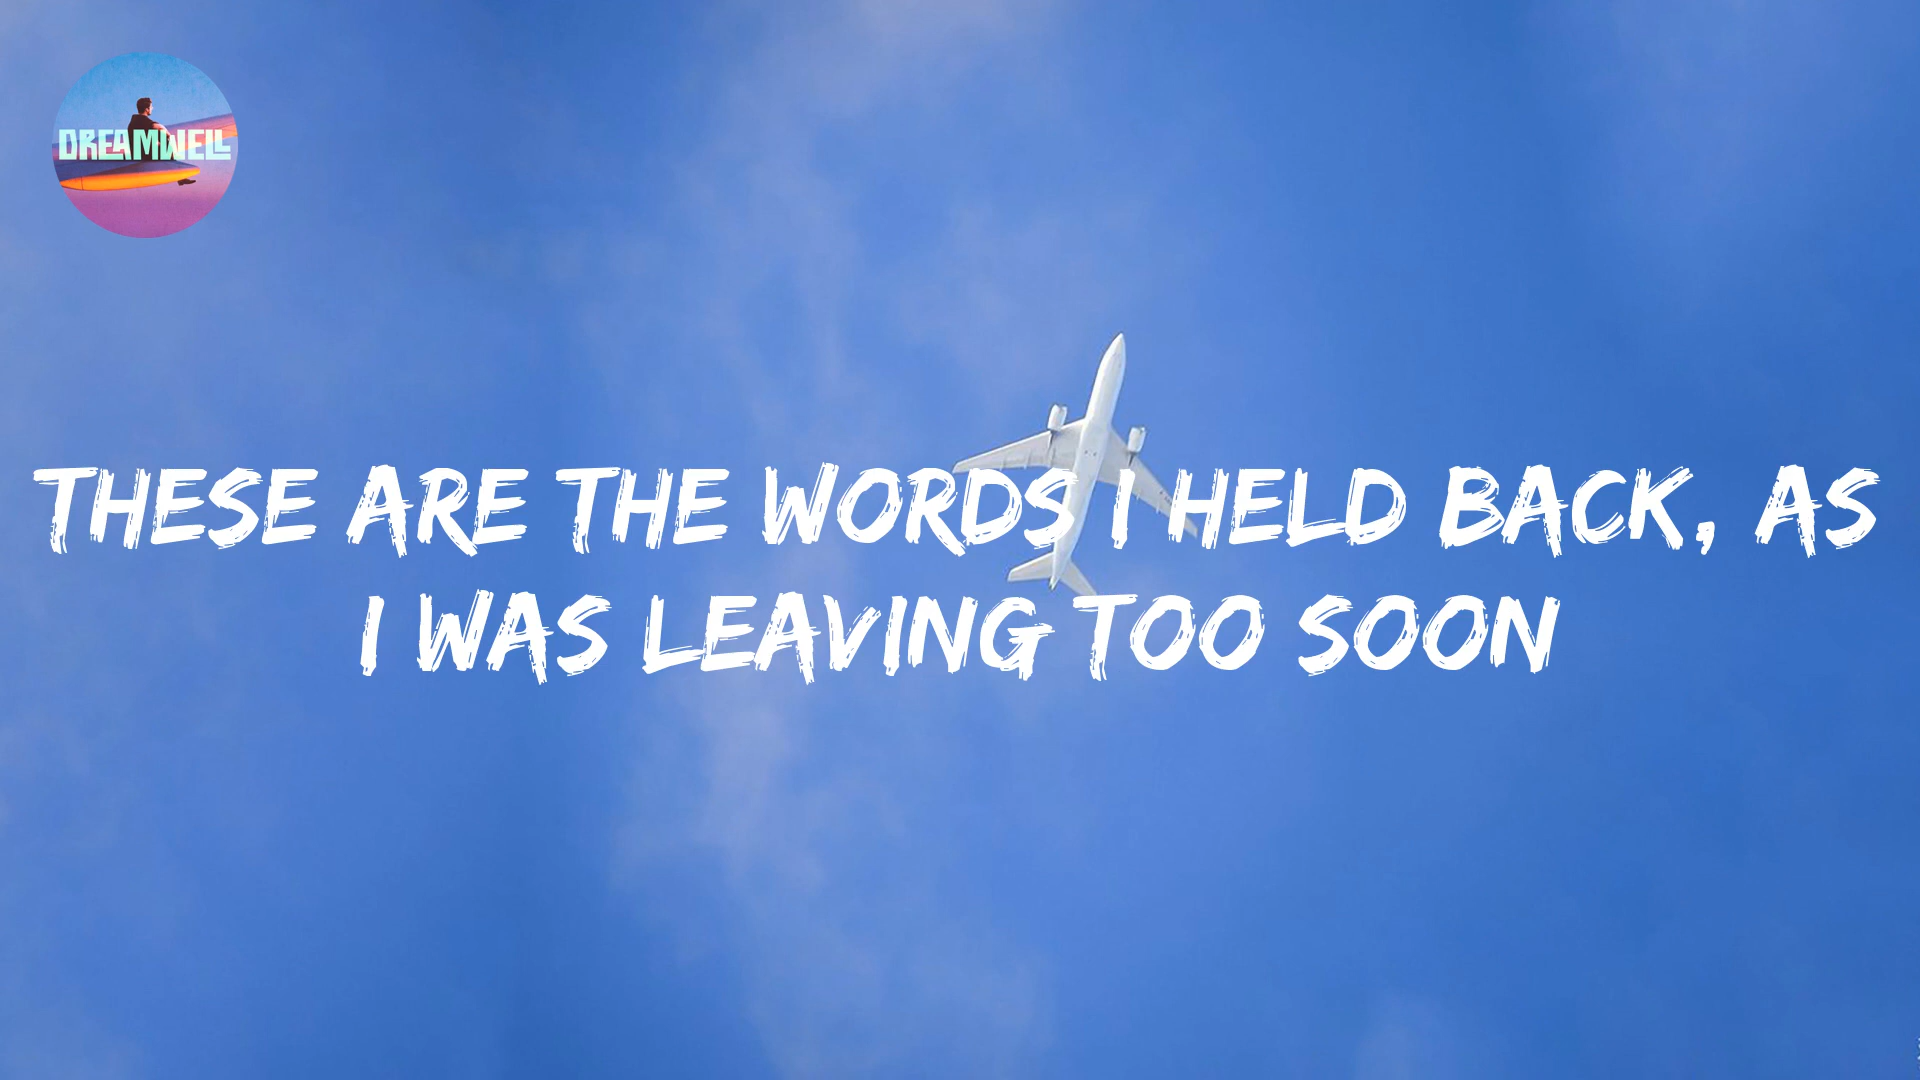 DREAMWELL
THESE ARE THE WORDS I HELD BACK, AS
I WAS LEAVING TOO SOON